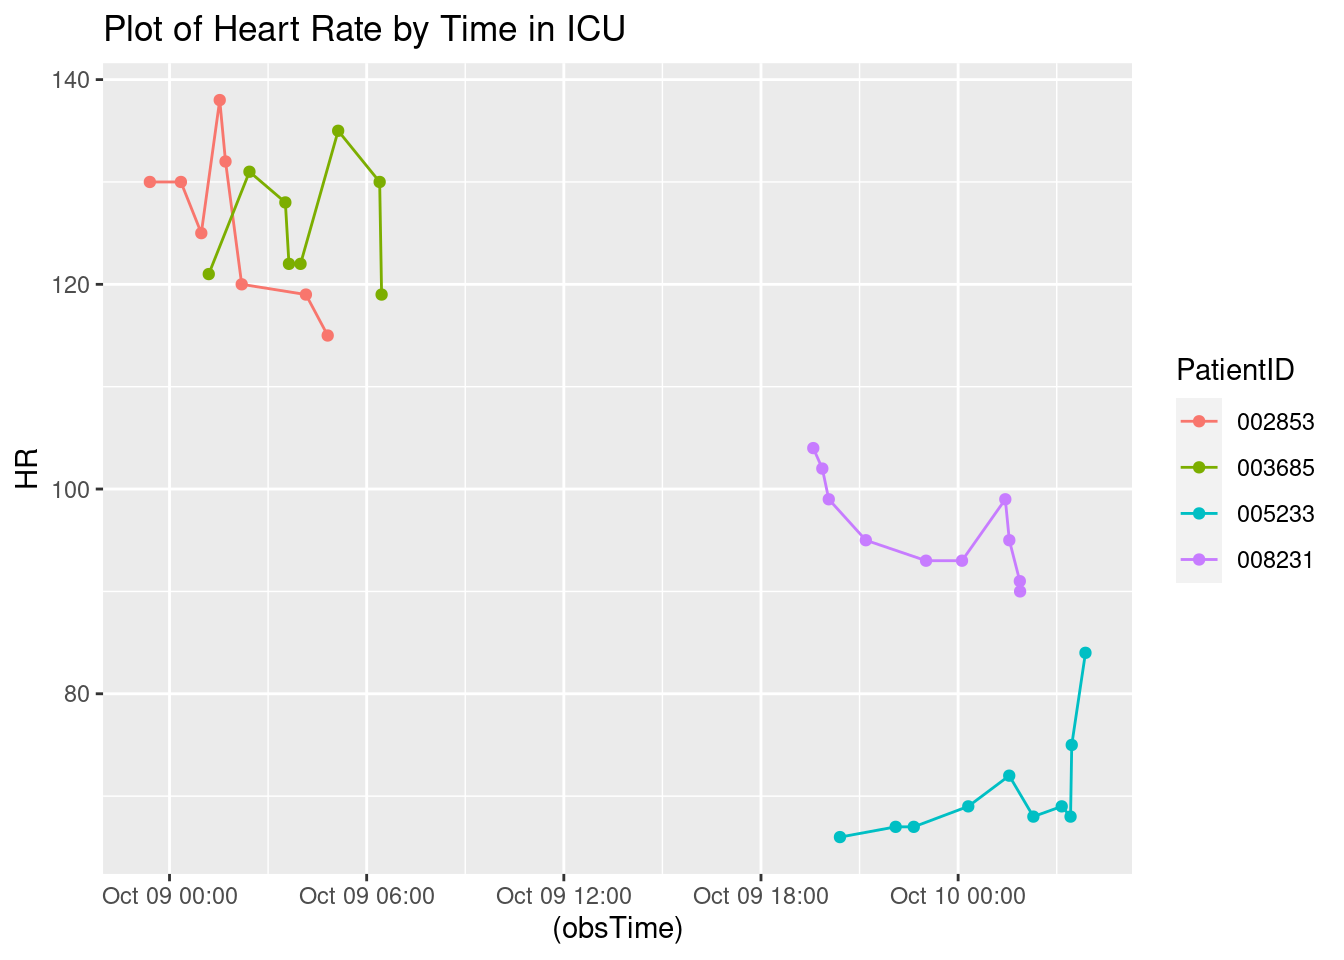 Plot of Heart Rate by Time in ICU
140
120
100
80
HR
Oct 09 00:00 Oct 09 06:00 Oct 09 12:00 Oct 09 18:00 Oct 10 00:00
(obsTime)
PatientID
002853
003685
005233
008231